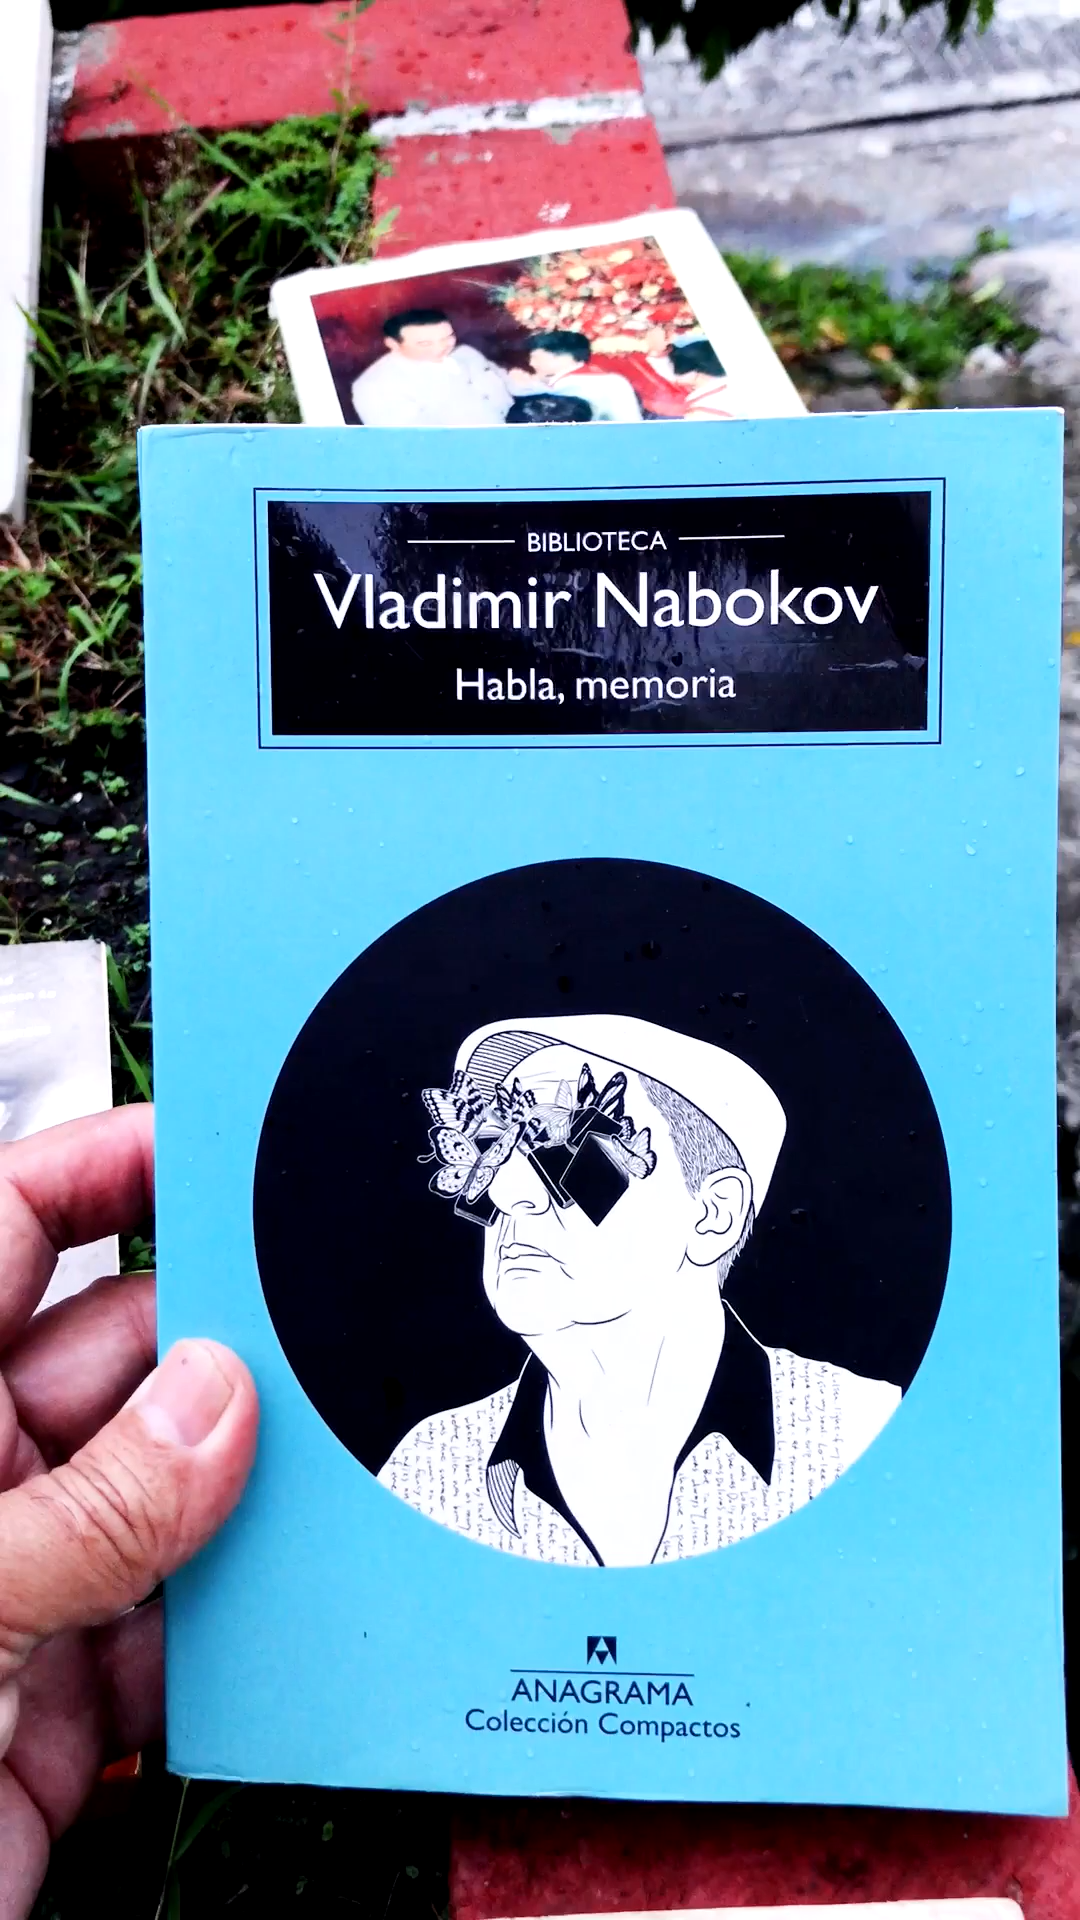 BIBLIOTECA
Vladimir Nabokov
Habla, memoria
ANAGRAMA
Colección Compactos